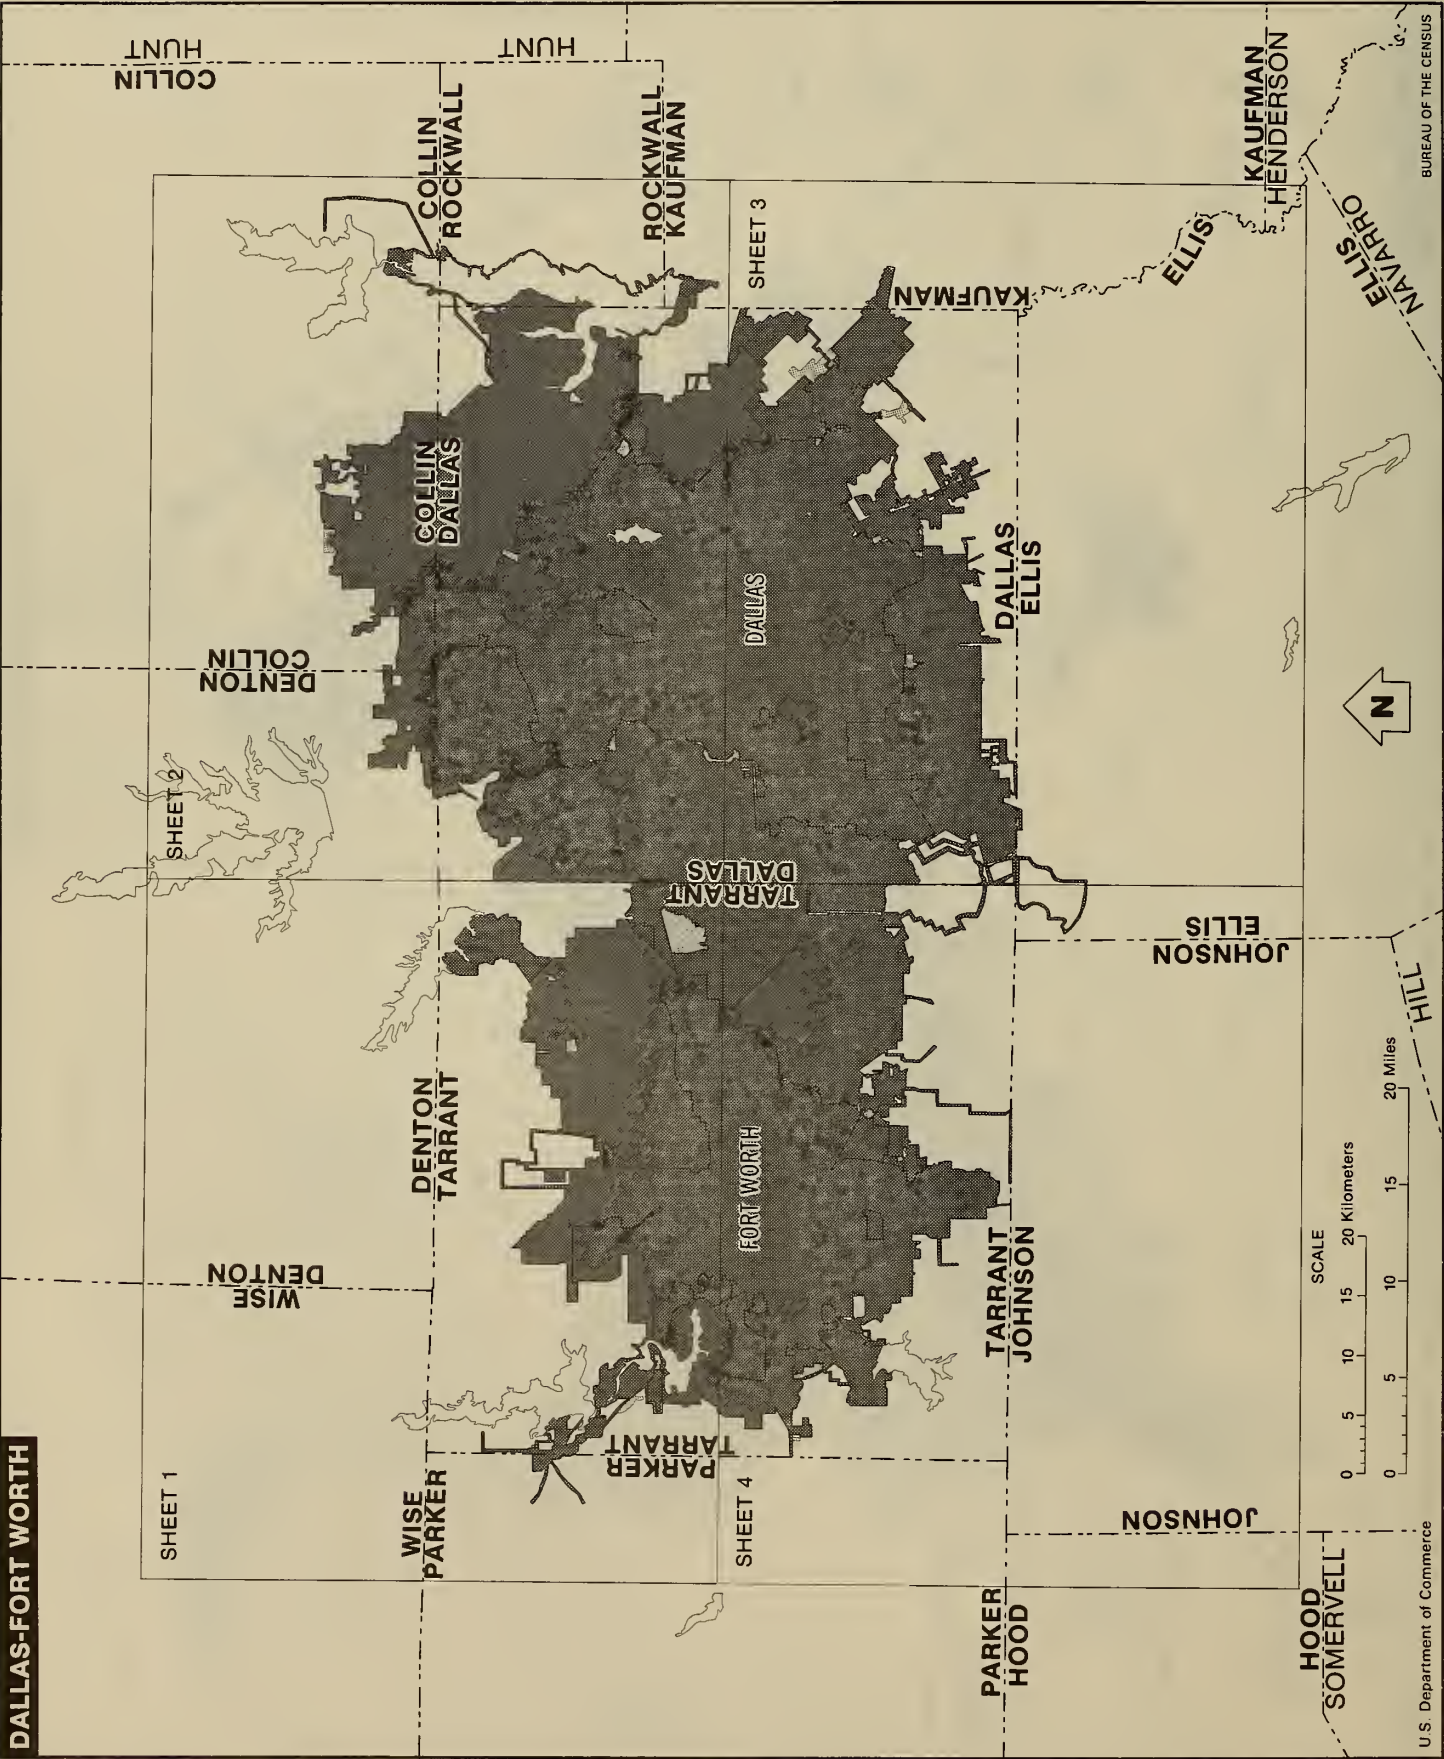 DALLAS-FORT WORTH
SHEET 1
SHEET 2
WISE
DENTON
DENTON
COLLIN
COLLIN
HUNT
HUNT
WISE
PARKER
DENTON
TARRANT
COLLIN
DALLAS
COLLIN
ROCKWALL
ROCKWALL
KAUFMAN
PARKER
TARRANT
TARRANT
DALLAS
SHEET 4
FORT WORTH
DALLAS
SHEET 3
KAUFMAN
PARKER
HOOD
TARRANT
JOHNSON
DALLAS
ELLIS
ELLIS
JOHNSON
JOHNSON
ELLIS
KAUFMAN
HENDERSON
HOOD
SOMERVELL
HILL
ELLIS
NAVARRO
N
SCALE
0 5 10 15 20 Kilometers
0 5 10 15 20 Miles
U.S. Department of Commerce
BUREAU OF THE CENSUS